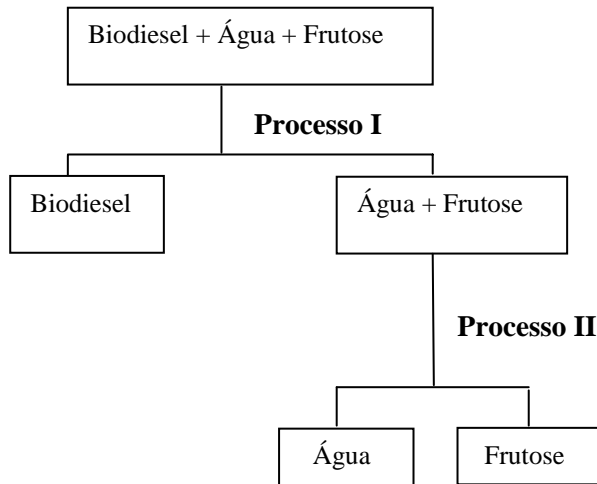 Biodiesel + Água + Frutose
Processo I
Biodiesel
Água + Frutose
Processo II
Água
Frutose